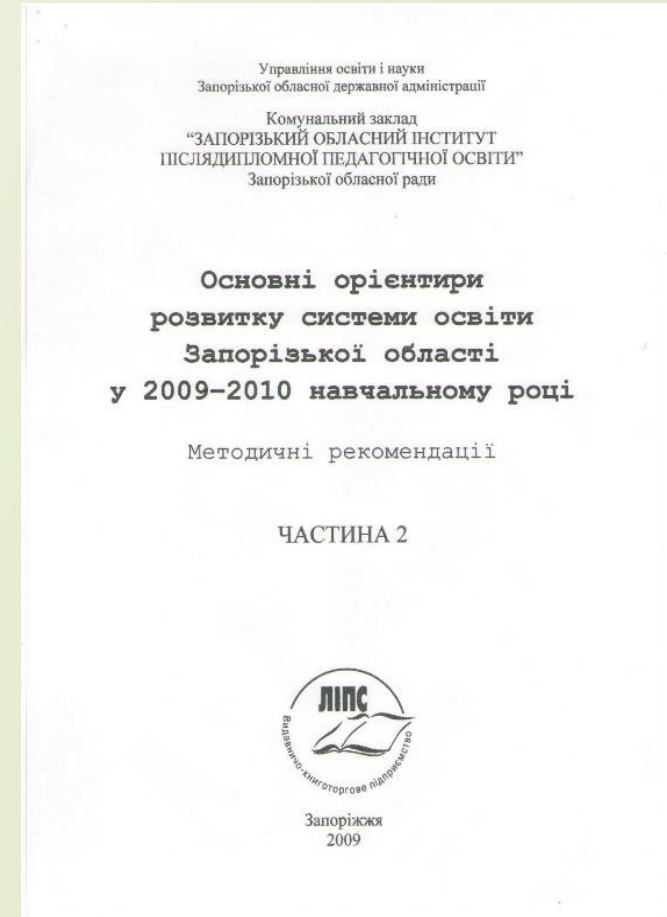 Управління освіти і науки
Запорізької обласної державної адміністрації
Комунальний заклад
“ЗАПОРІЗЬКИЙ ОБЛАСНИЙ ІНСТИТУТ
ПІСЛЯДИПЛОМНОЇ ПЕДАГОГІЧНОЇ ОСВІТИ”
Запорізької обласної ради
Основні орієнтири
розвитку системи освіти
Запорізької області
у 2009–2010 навчальному році
Методичні рекомендації
ЧАСТИНА 2
ЛІПС
Видавничо-книготоргове підприємство
Запоріжжя
2009